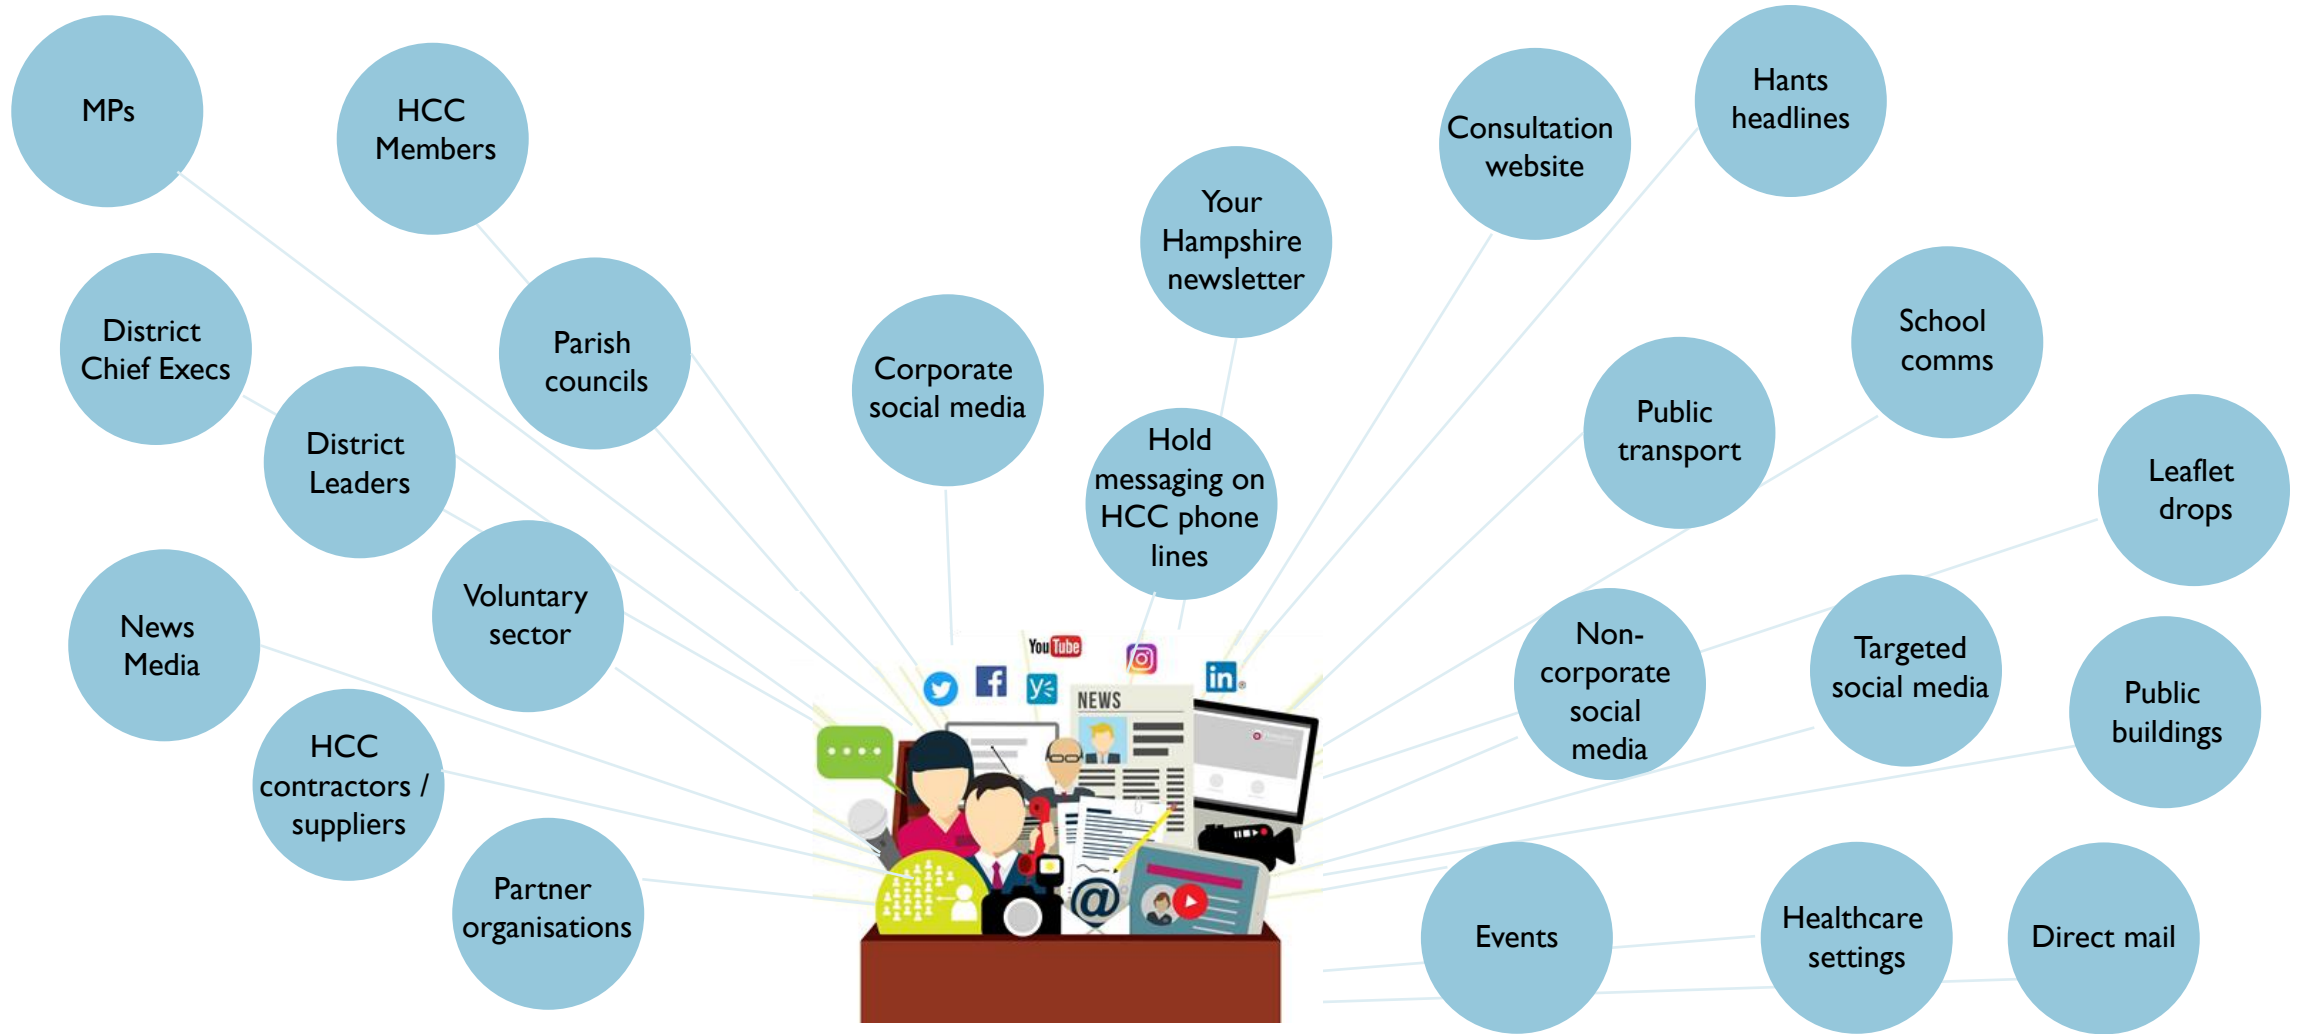 MPs
HCC
Members
District
Chief Execs
Parish
councils
District
Leaders
News
Media
Voluntary
sector
HCC
contractors /
suppliers
Partner
organisations
Corporate
social media
Your
Hampshire
newsletter
Hold
messaging on
HCC phone
lines
Consultation
website
Hants
headlines
School
comms
Public
transport
Leaflet
drops
Non-
corporate
social
media
Targeted
social media
Public
buildings
Events
Healthcare
settings
Direct mail
YouTube
in
NEWS
@